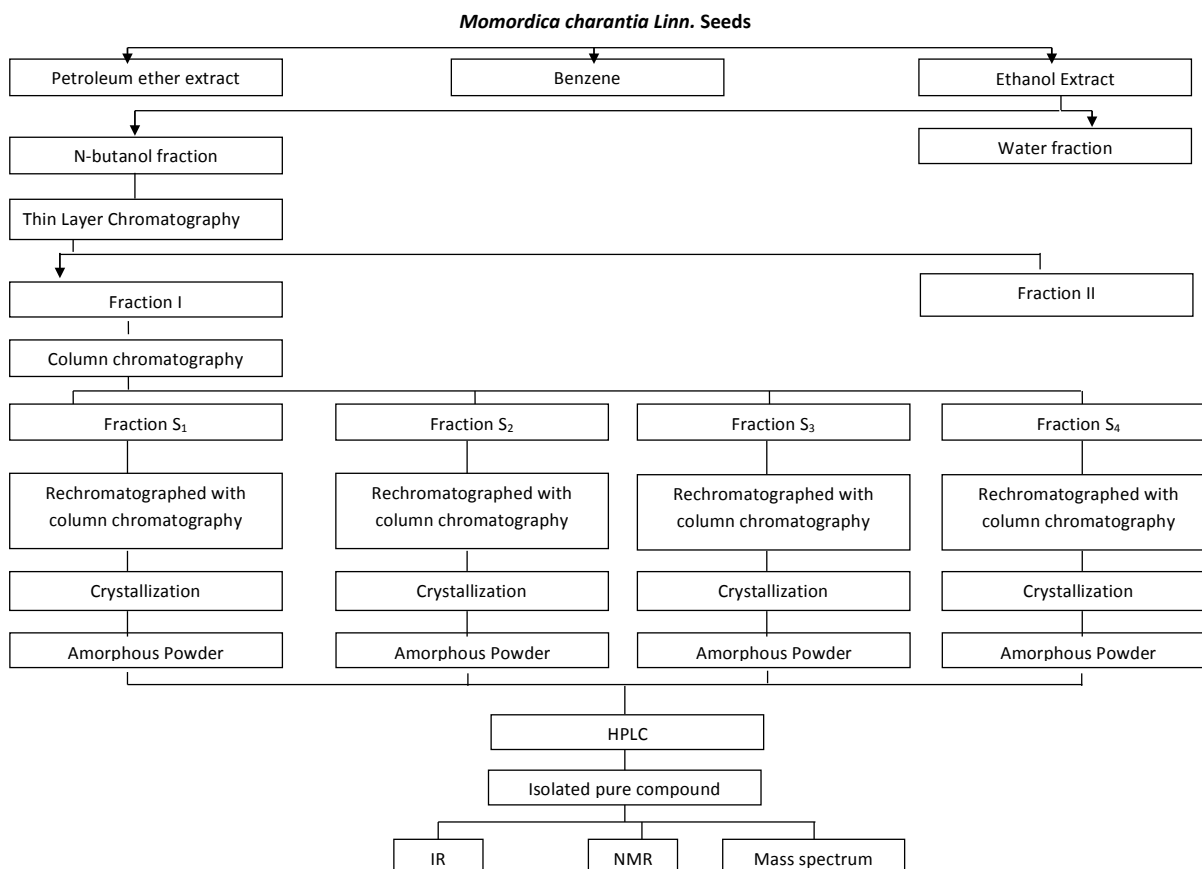 Momordica charantia Linn. Seeds
Petroleum ether extract
Benzene
Ethanol Extract
N-butanol fraction
Water fraction
Thin Layer Chromatography
Fraction I
Fraction II
Column chromatography
Fraction S₁
Fraction S₂
Fraction S₃
Fraction S₄
Rechromatographed with
column chromatography
Rechromatographed with
column chromatography
Rechromatographed with
column chromatography
Rechromatographed with
column chromatography
Crystallization
Crystallization
Crystallization
Crystallization
Amorphous Powder
Amorphous Powder
Amorphous Powder
Amorphous Powder
HPLC
Isolated pure compound
IR
NMR
Mass spectrum